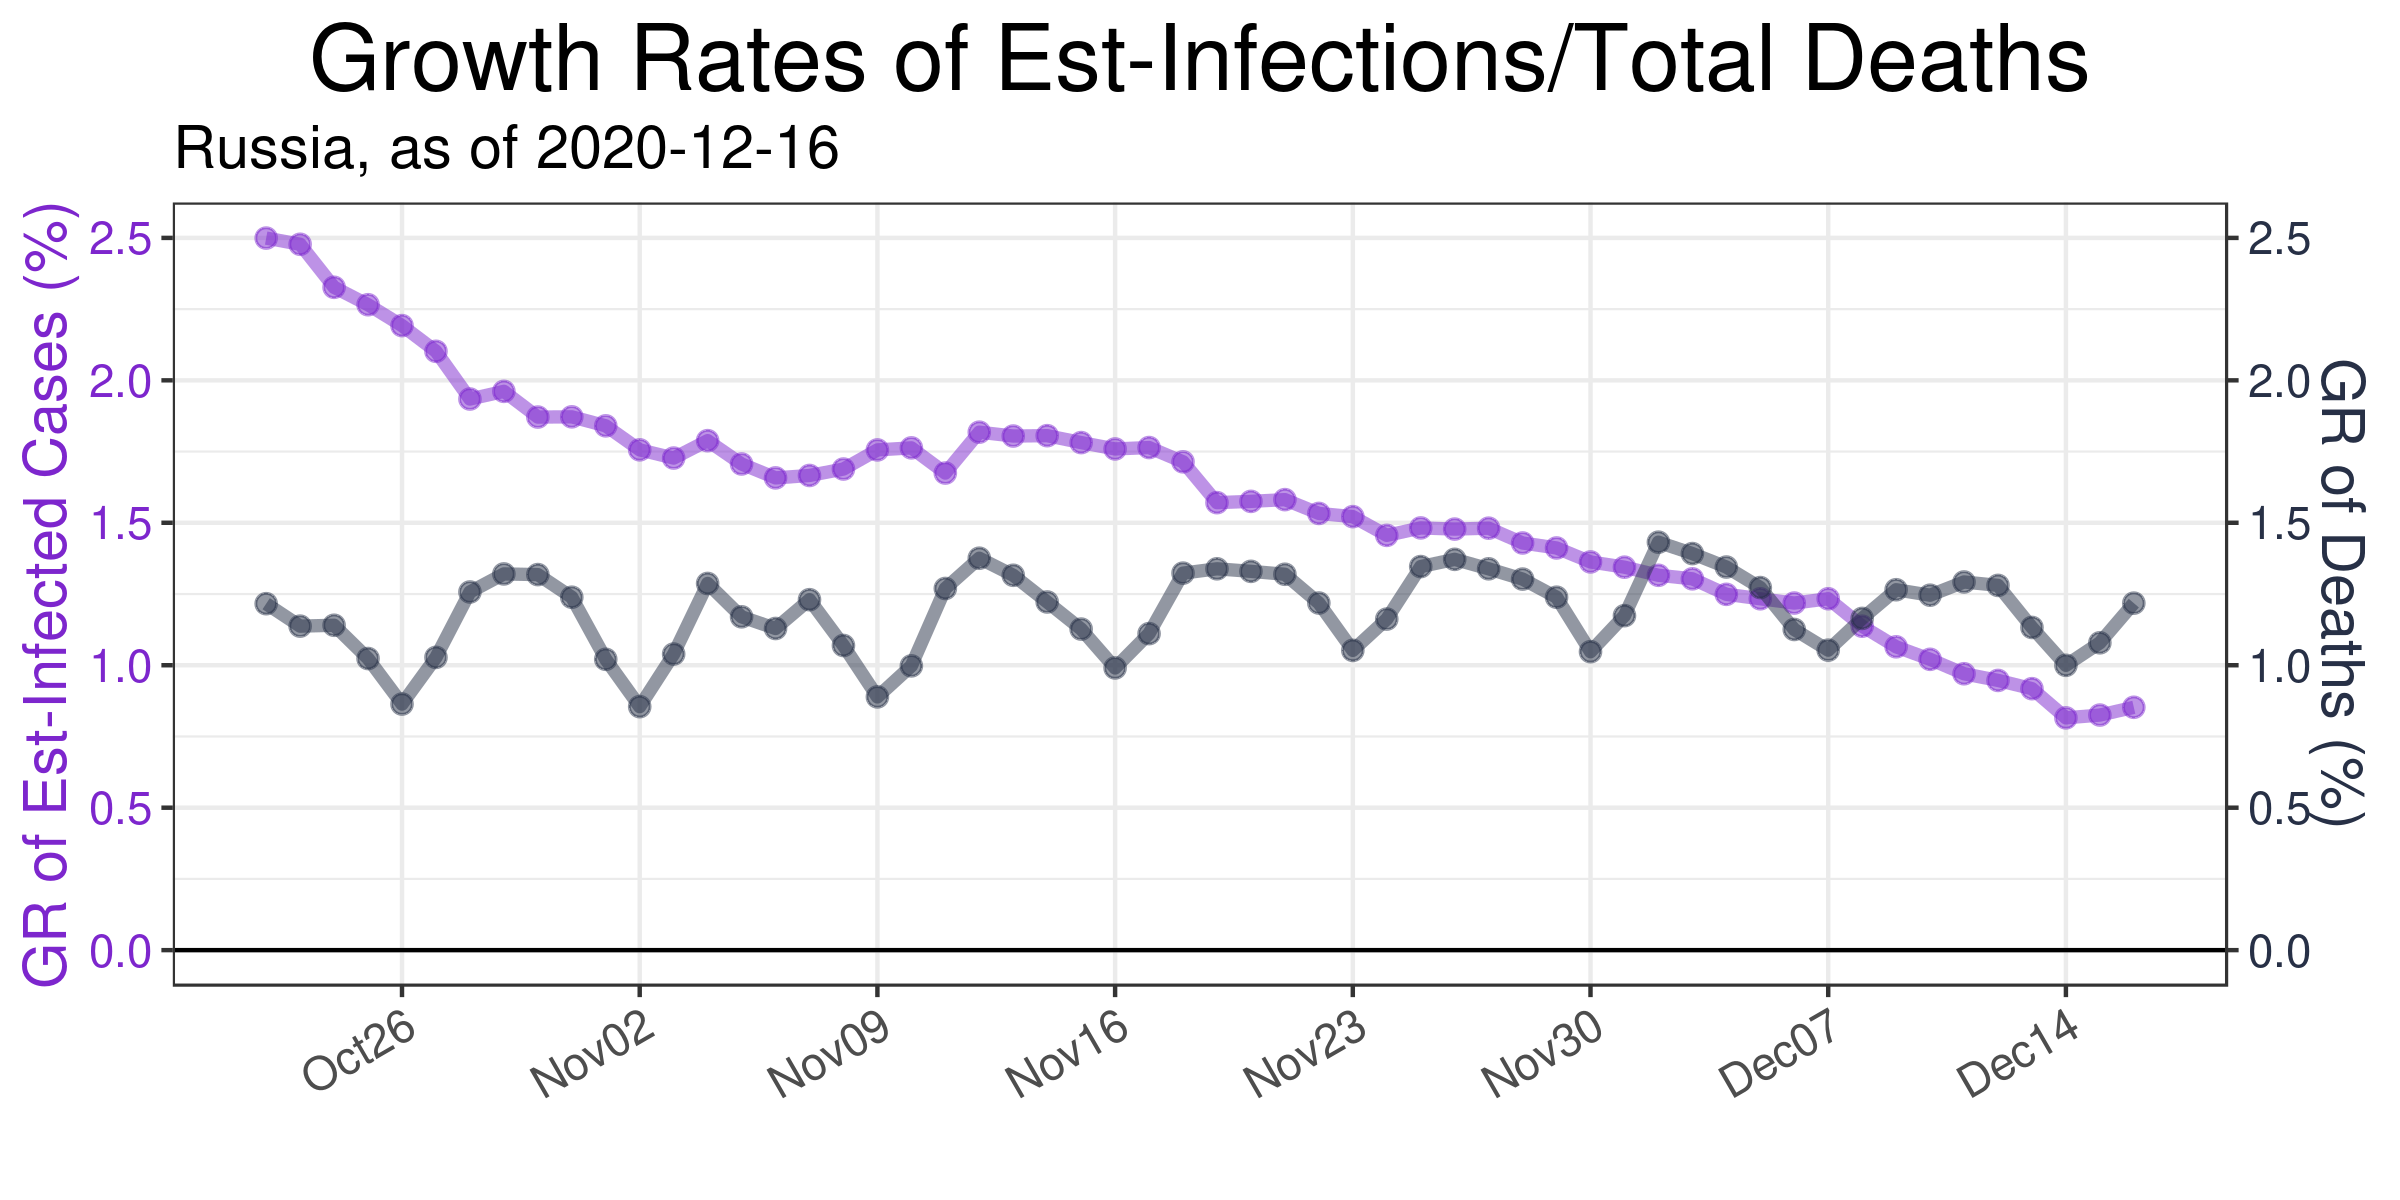 Growth Rates of Est-Infections/Total Deaths
Russia, as of 2020-12-16
GR of Est-Infected Cases (%)
2.5
2.0
1.5
1.0
0.5
0.0
2.5
2.0
1.5
1.0
0.5
0.0
GR of Deaths (%)
Oct26
Nov02
Nov09
Nov16
Nov23
Nov30
Dec07
Dec14